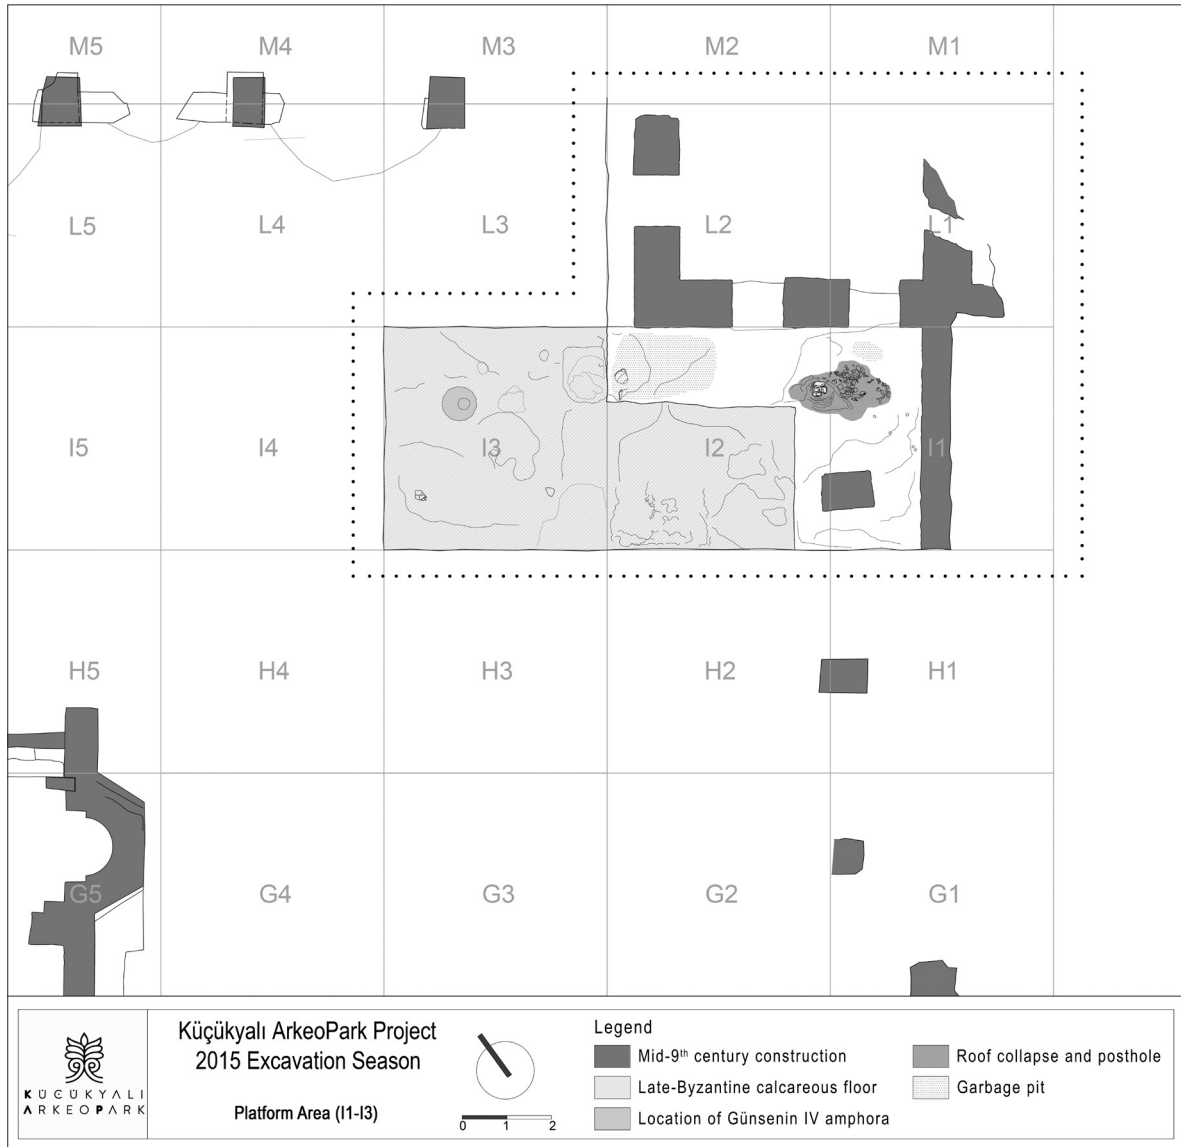 M5 M4 M3 M2 M1
L5 L4 L3 L2 L1
I5 I4 I3 I2 I1
H5 H4 H3 H2 H1
G5 G4 G3 G2 G1
KÜÇÜKYALI
ARKEOPARK
Küçükyalı ArkeoPark Project
2015 Excavation Season
Platform Area (I1-I3)
0 1 2
Legend
Mid-9th century construction
Late-Byzantine calcareous floor
Location of Günsenin IV amphora
Roof collapse and posthole
Garbage pit